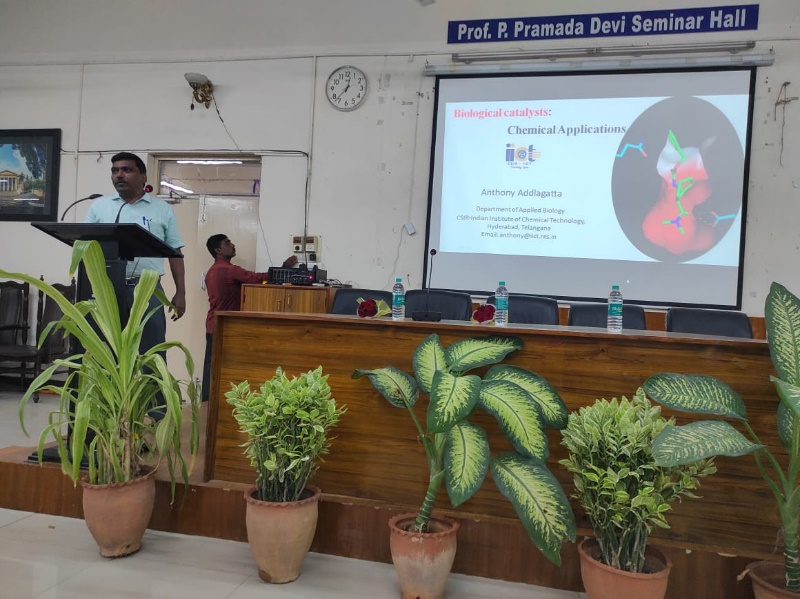 Prof. P. Pramada Devi Seminar Hall
Biological catalysts:
Chemical Applications
Anthony Addlagatta
Department of Applied Biology
CSIR-Indian Institute of Chemical Technology,
Hyderabad, Telangana
Email:anthony@iict.res.in